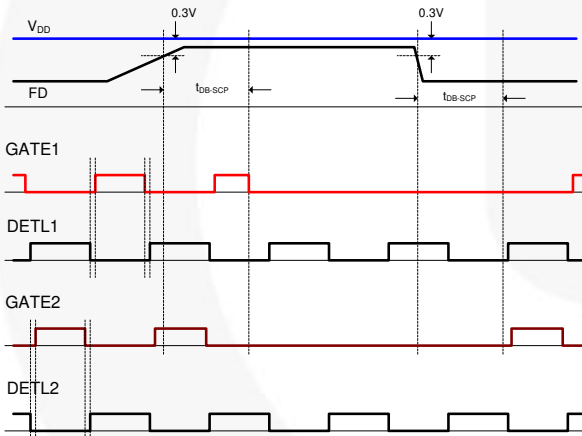 0.3V
0.3V
VDD
FD
tDB-SCP
tDB-SCP
GATE1
DETL1
GATE2
DETL2